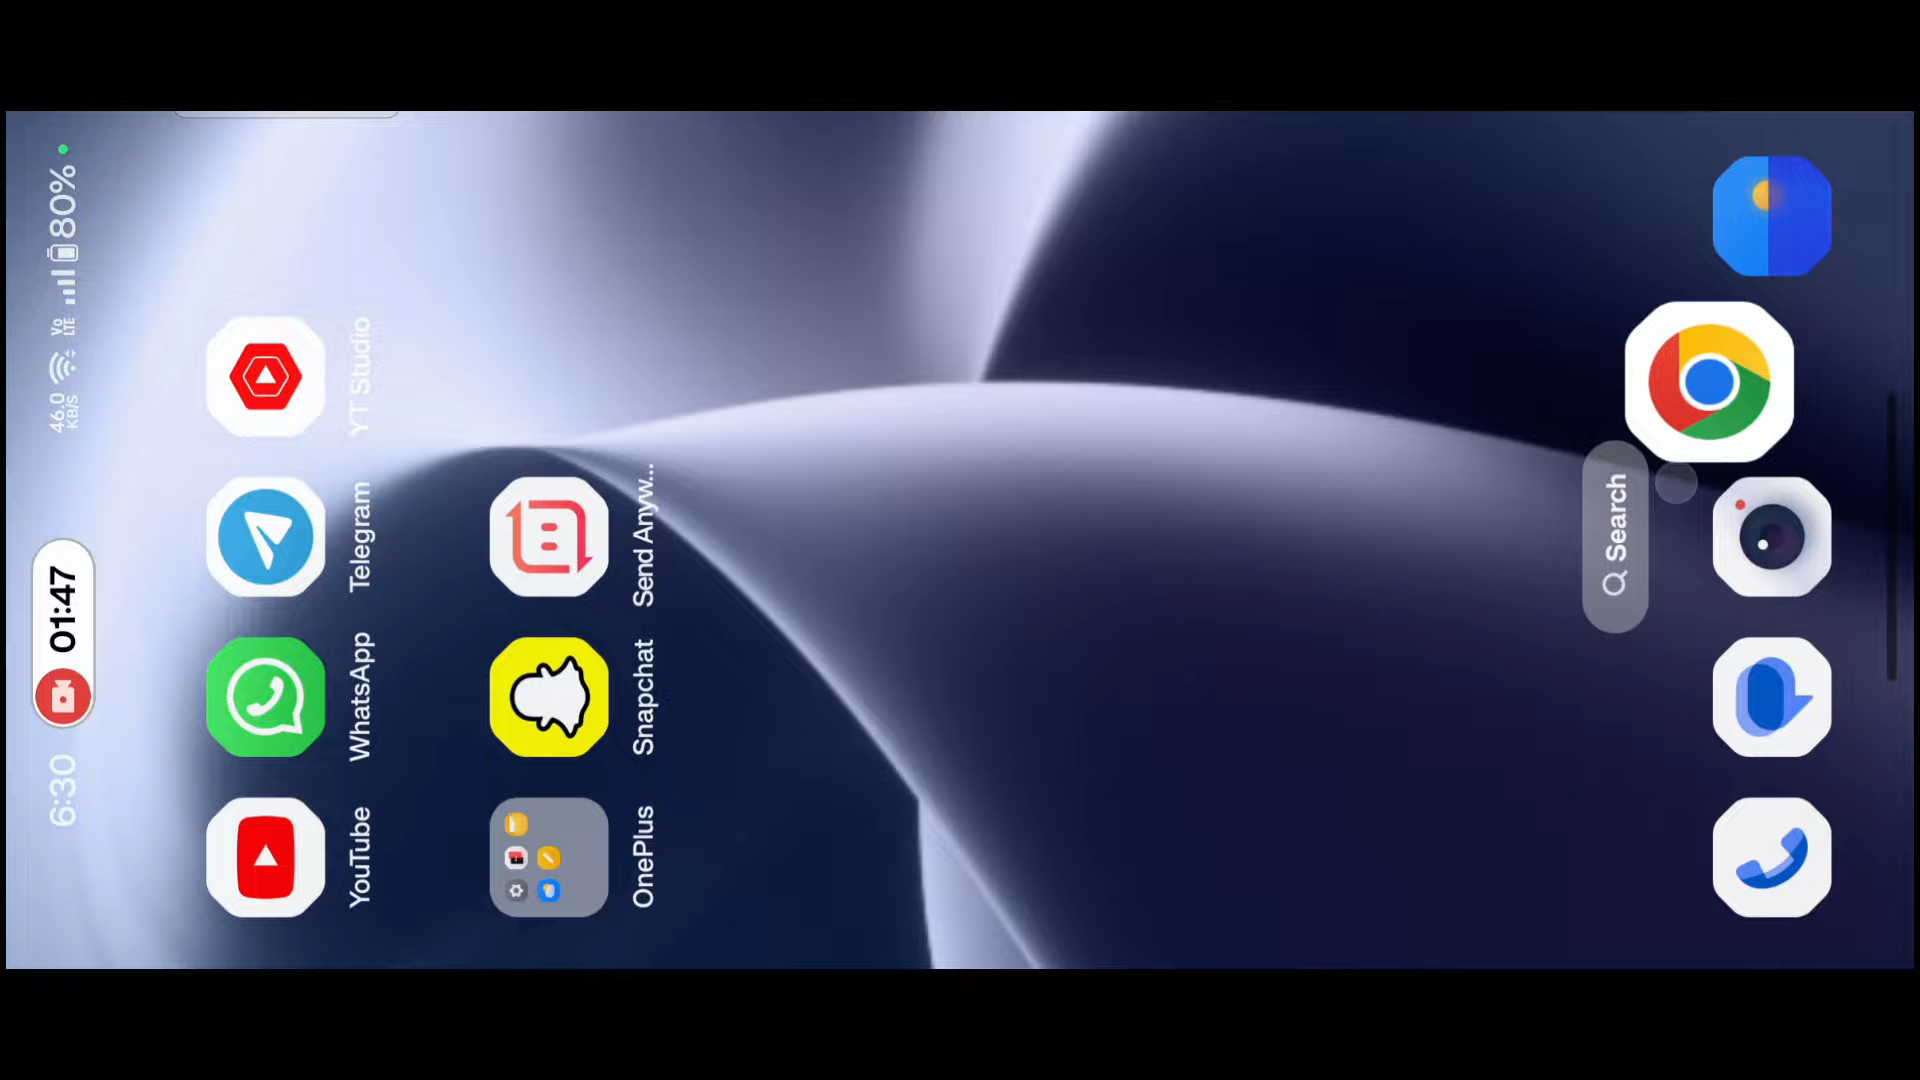 6:30
01:47
46.0 KB/S
Vo LTE
80%
YouTube
WhatsApp
Telegram
YT Studio
OnePlus
Snapchat
Send Anyw...
Search